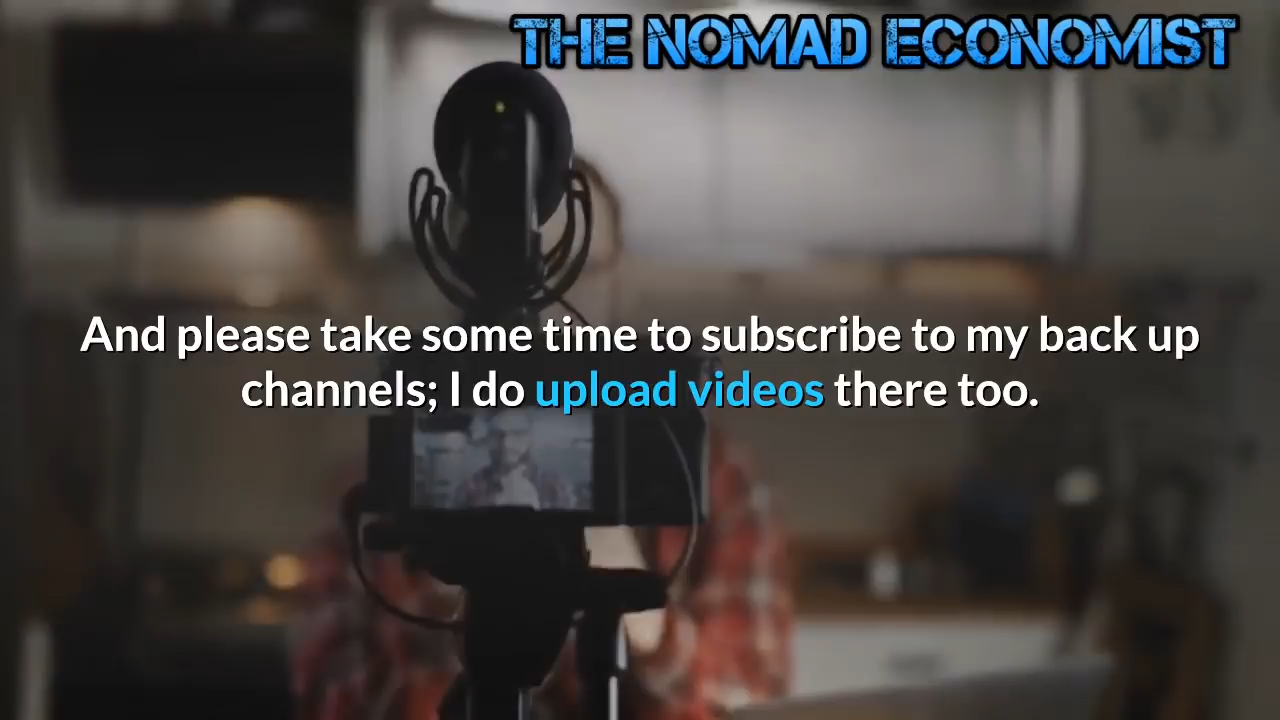 THE NOMAD ECONOMIST
And please take some time to subscribe to my back up
channels; I do upload videos there too.